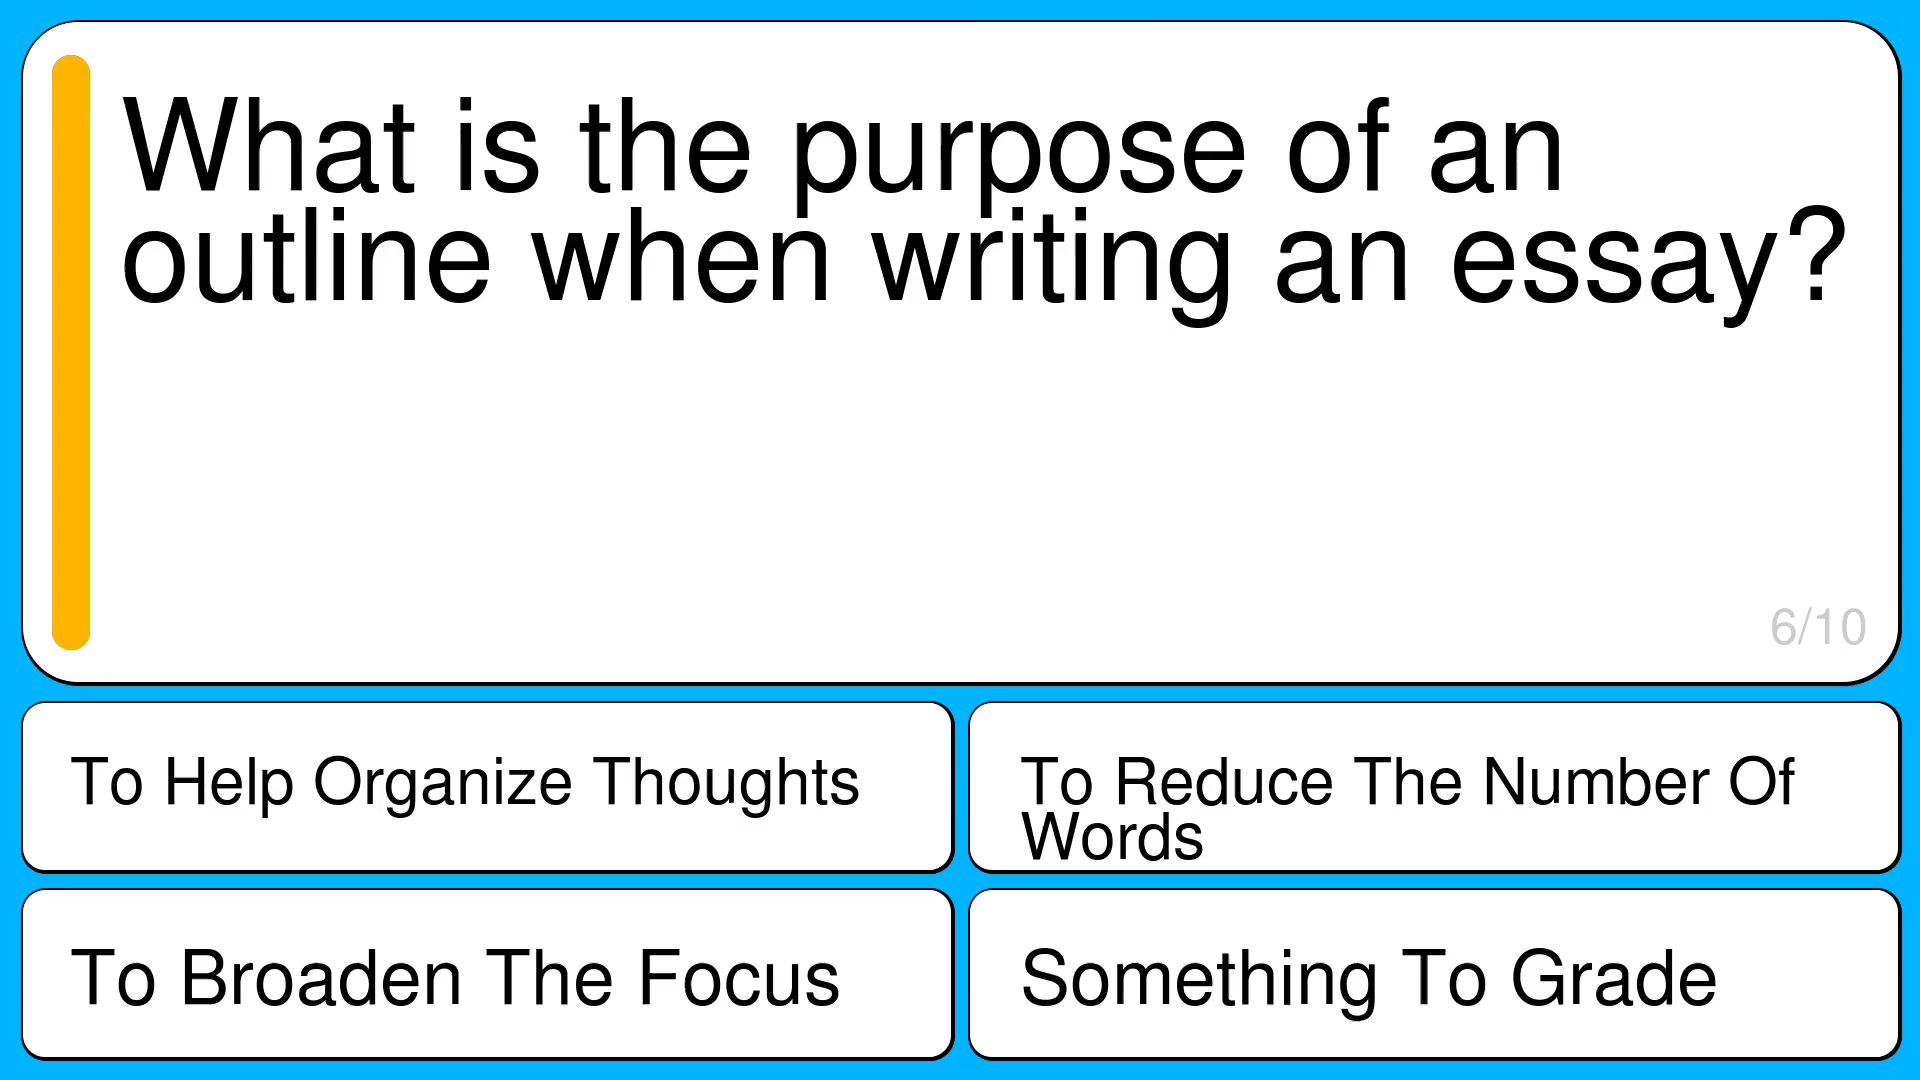 What is the purpose of an
outline when writing an essay?
6/10
To Help Organize Thoughts
To Reduce The Number Of
Words
To Broaden The Focus
Something To Grade